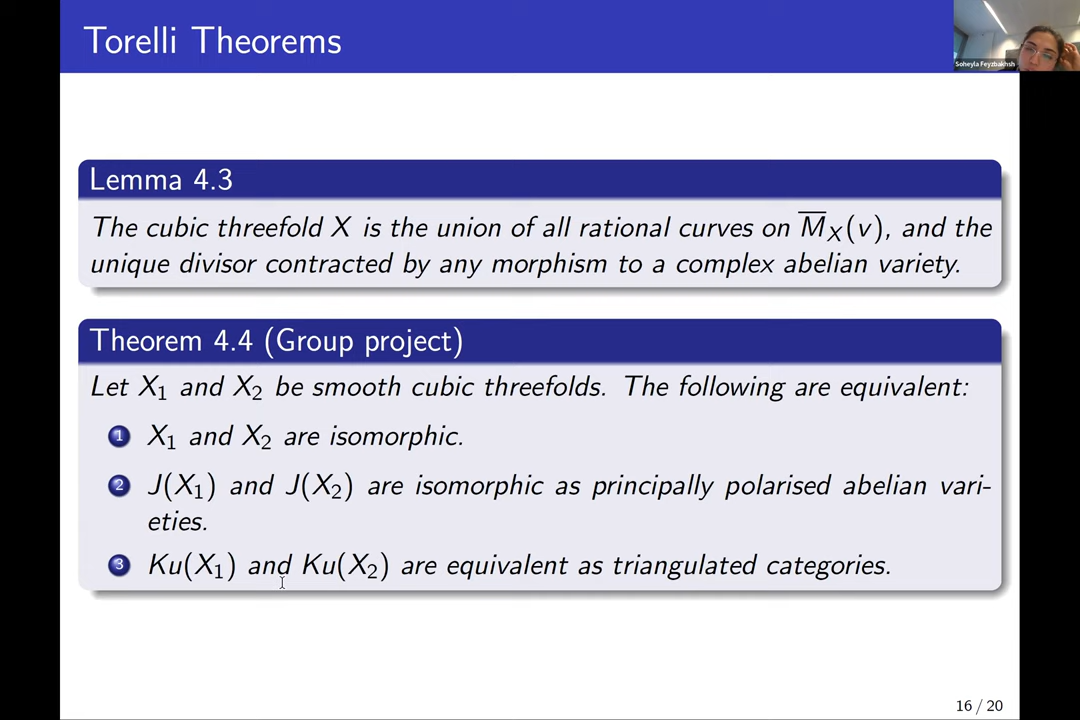 Torelli Theorems
Soheyla Feyzbakhsh
Lemma 4.3
The cubic threefold X is the union of all rational curves on M̅_X(v), and the
unique divisor contracted by any morphism to a complex abelian variety.
Theorem 4.4 (Group project)
Let X₁ and X₂ be smooth cubic threefolds. The following are equivalent:
1 X₁ and X₂ are isomorphic.
2 J(X₁) and J(X₂) are isomorphic as principally polarised abelian vari-
eties.
3 Ku(X₁) and Ku(X₂) are equivalent as triangulated categories.
16 / 20